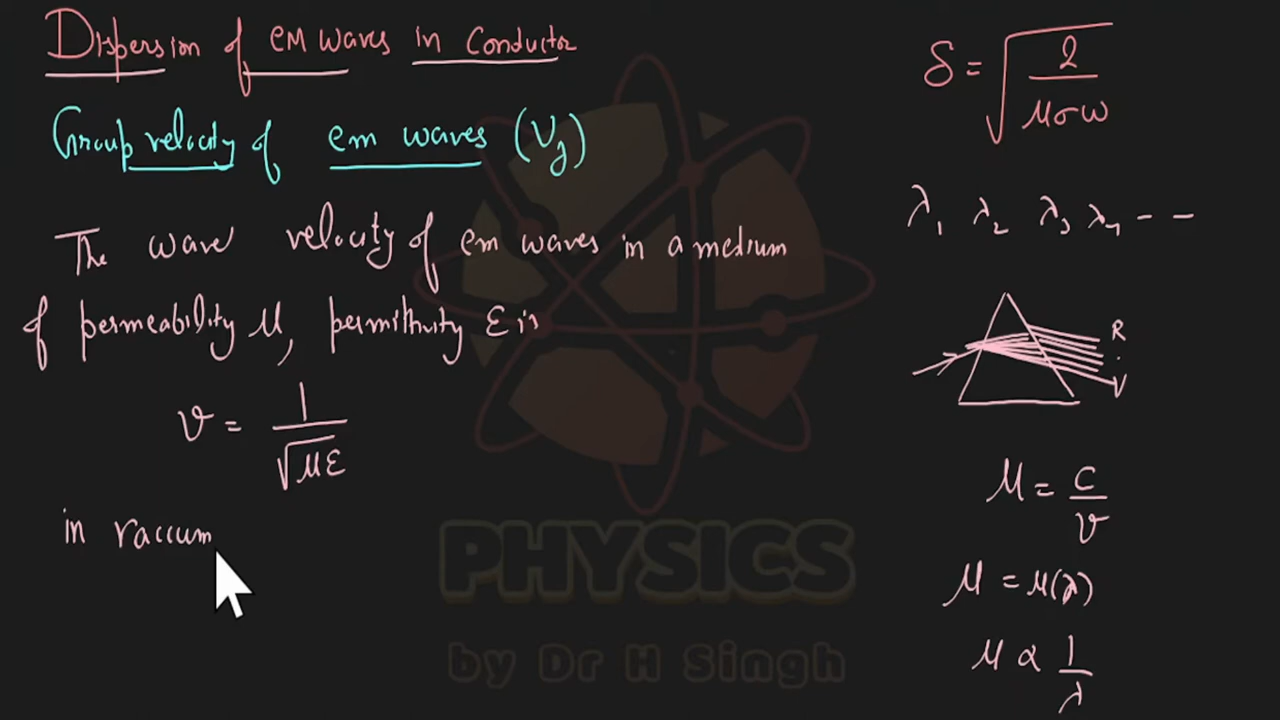 Dispersion of em waves in Conductor
Group velocity of em waves (Vg)
The wave velocity of em waves in a medium
of permeability μ, permittivity ε is
v = 1/√με
in vaccum
δ = √(2/μσω)
λ₁ λ₂ λ₃ λ₄ - -
R
V
μ = c/v
μ = μ(λ)
μ ∝ 1/λ
PHYSICS
by Dr H Singh